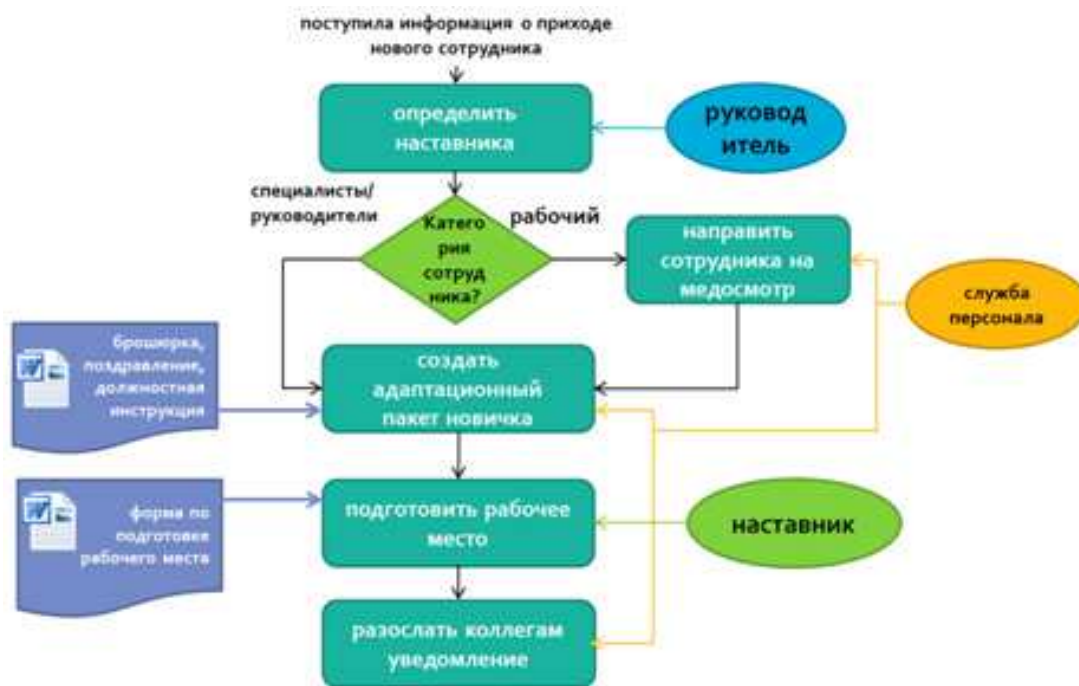 поступила информация о приходе
нового сотрудника
определить
наставника
руковод
итель
специалисты/
руководители
Катего
рия
сотруд
ника?
рабочий
направить
сотрудника на
медосмотр
служба
персонала
брошюрка,
поздравление,
должностная
инструкция
создать
адаптационный
пакет новичка
форма по
подготовке
рабочего места
подготовить рабочее
место
наставник
разослать коллегам
уведомление